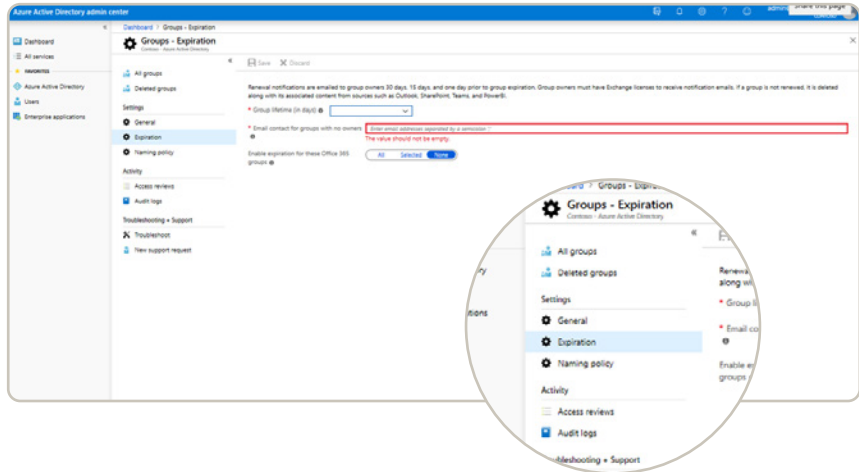 Azure Active Directory admin center
Share this page
Dashboard > Groups - Expiration
Groups - Expiration
Contoso - Azure Active Directory
Dashboard
All services
FAVORITES
Azure Active Directory
Users
Enterprise applications
All groups
Deleted groups
Settings
General
Expiration
Naming policy
Activity
Access reviews
Audit logs
Troubleshooting + Support
Troubleshoot
New support request
Save Discard
Renewal notifications are emailed to group owners 30 days, 15 days, and one day prior to group expiration. Group owners must have Exchange licenses to receive notification emails. If a group is not renewed, it is deleted
along with its associated content from sources such as Outlook, SharePoint, Teams, and PowerBI.
* Group lifetime (in days)
* Email contact for groups with no owners
Enter email addresses separated by a semicolon ';'
The value should not be empty.
Enable expiration for these Office 365
groups
All Selected None
Groups - Expiration
Contoso - Azure Active Directory
All groups
Deleted groups
Settings
General
Expiration
Naming policy
Activity
Access reviews
Audit logs
Troubleshooting + Support
Renewa
along wi
* Group li
* Email co
Enable e
groups